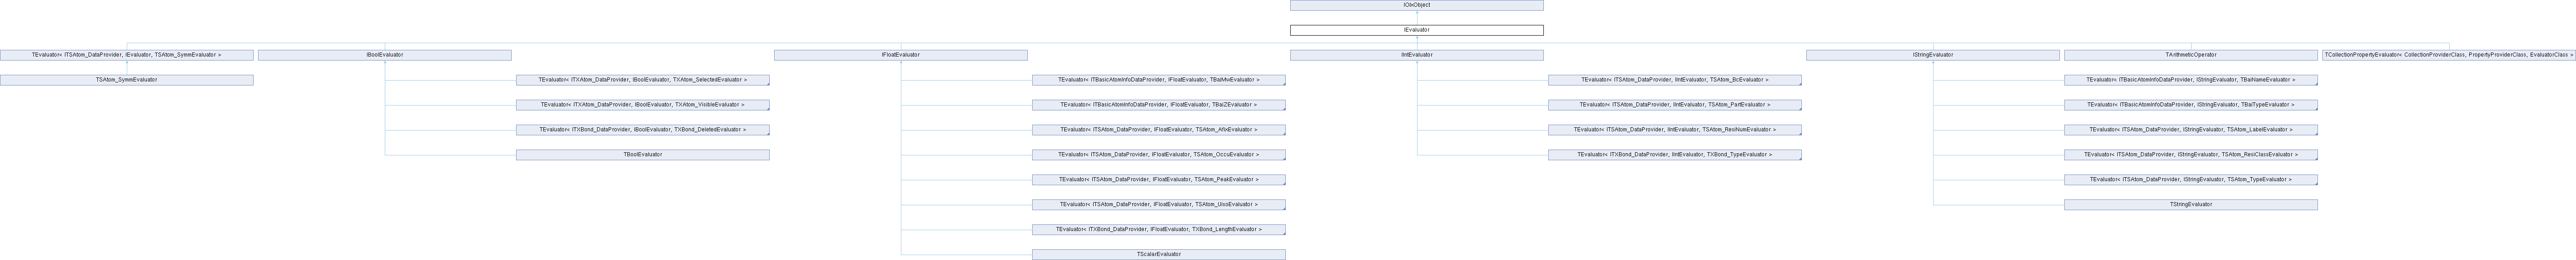 IOlxObject
IEvaluator
TEvaluator< ITSAtom_DataProvider, IEvaluator, TSAtom_SymmEvaluator >
IBoolEvaluator
IFloatEvaluator
IIntEvaluator
IStringEvaluator
TArithmeticOperator
TCollectionPropertyEvaluator< CollectionProviderClass, PropertyProviderClass, EvaluatorClass >
TSAtom_SymmEvaluator
TEvaluator< ITXAtom_DataProvider, IBoolEvaluator, TXAtom_SelectedEvaluator >
TEvaluator< ITBasicAtomInfoDataProvider, IFloatEvaluator, TBaiMwEvaluator >
TEvaluator< ITSAtom_DataProvider, IIntEvaluator, TSAtom_BcEvaluator >
TEvaluator< ITBasicAtomInfoDataProvider, IStringEvaluator, TBaiNameEvaluator >
TEvaluator< ITXAtom_DataProvider, IBoolEvaluator, TXAtom_VisibleEvaluator >
TEvaluator< ITBasicAtomInfoDataProvider, IFloatEvaluator, TBaiZEvaluator >
TEvaluator< ITSAtom_DataProvider, IIntEvaluator, TSAtom_PartEvaluator >
TEvaluator< ITBasicAtomInfoDataProvider, IStringEvaluator, TBaiTypeEvaluator >
TEvaluator< ITXBond_DataProvider, IBoolEvaluator, TXBond_DeletedEvaluator >
TEvaluator< ITSAtom_DataProvider, IFloatEvaluator, TSAtom_AfixEvaluator >
TEvaluator< ITSAtom_DataProvider, IIntEvaluator, TSAtom_ResiNumEvaluator >
TEvaluator< ITSAtom_DataProvider, IStringEvaluator, TSAtom_LabelEvaluator >
TBoolEvaluator
TEvaluator< ITSAtom_DataProvider, IFloatEvaluator, TSAtom_OccuEvaluator >
TEvaluator< ITXBond_DataProvider, IIntEvaluator, TXBond_TypeEvaluator >
TEvaluator< ITSAtom_DataProvider, IStringEvaluator, TSAtom_ResiClassEvaluator >
TEvaluator< ITSAtom_DataProvider, IFloatEvaluator, TSAtom_PeakEvaluator >
TEvaluator< ITSAtom_DataProvider, IStringEvaluator, TSAtom_TypeEvaluator >
TEvaluator< ITSAtom_DataProvider, IFloatEvaluator, TSAtom_UisoEvaluator >
TStringEvaluator
TEvaluator< ITXBond_DataProvider, IFloatEvaluator, TXBond_LengthEvaluator >
TScalarEvaluator